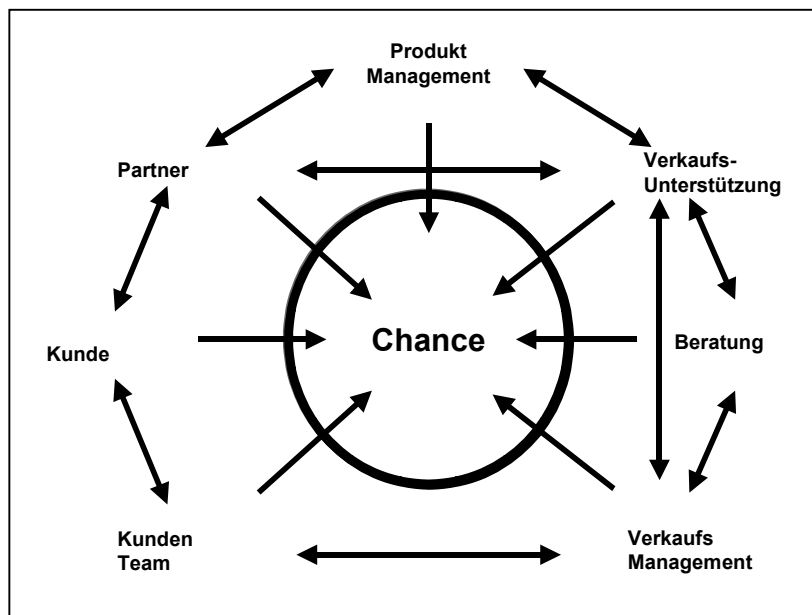 Produkt
Management
Partner
Verkaufs-
Unterstützung
Kunde
Chance
Beratung
Kunden
Team
Verkaufs
Management